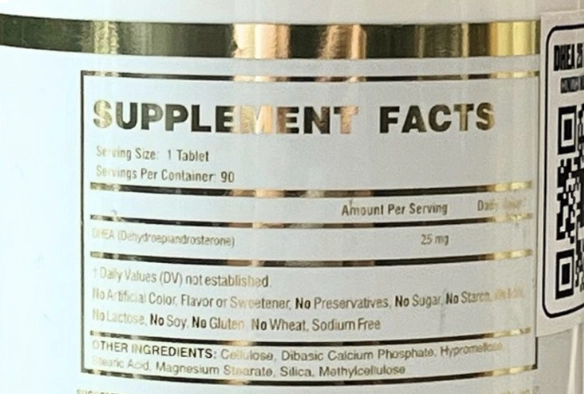 SUPPLEMENT FACTS
Serving Size: 1 Tablet
Servings Per Container: 90
Amount Per Serving Daily Value
DHEA (Dehydroepiandrosterone) 25 mg
† Daily Values (DV) not established.
No Artificial Color, Flavor or Sweetener, No Preservatives, No Sugar, No Starch,
No Lactose, No Soy, No Gluten, No Wheat, Sodium Free
OTHER INGREDIENTS: Cellulose, Dibasic Calcium Phosphate, Hypromellose,
Stearic Acid, Magnesium Stearate, Silica, Methylcellulose
DHEA